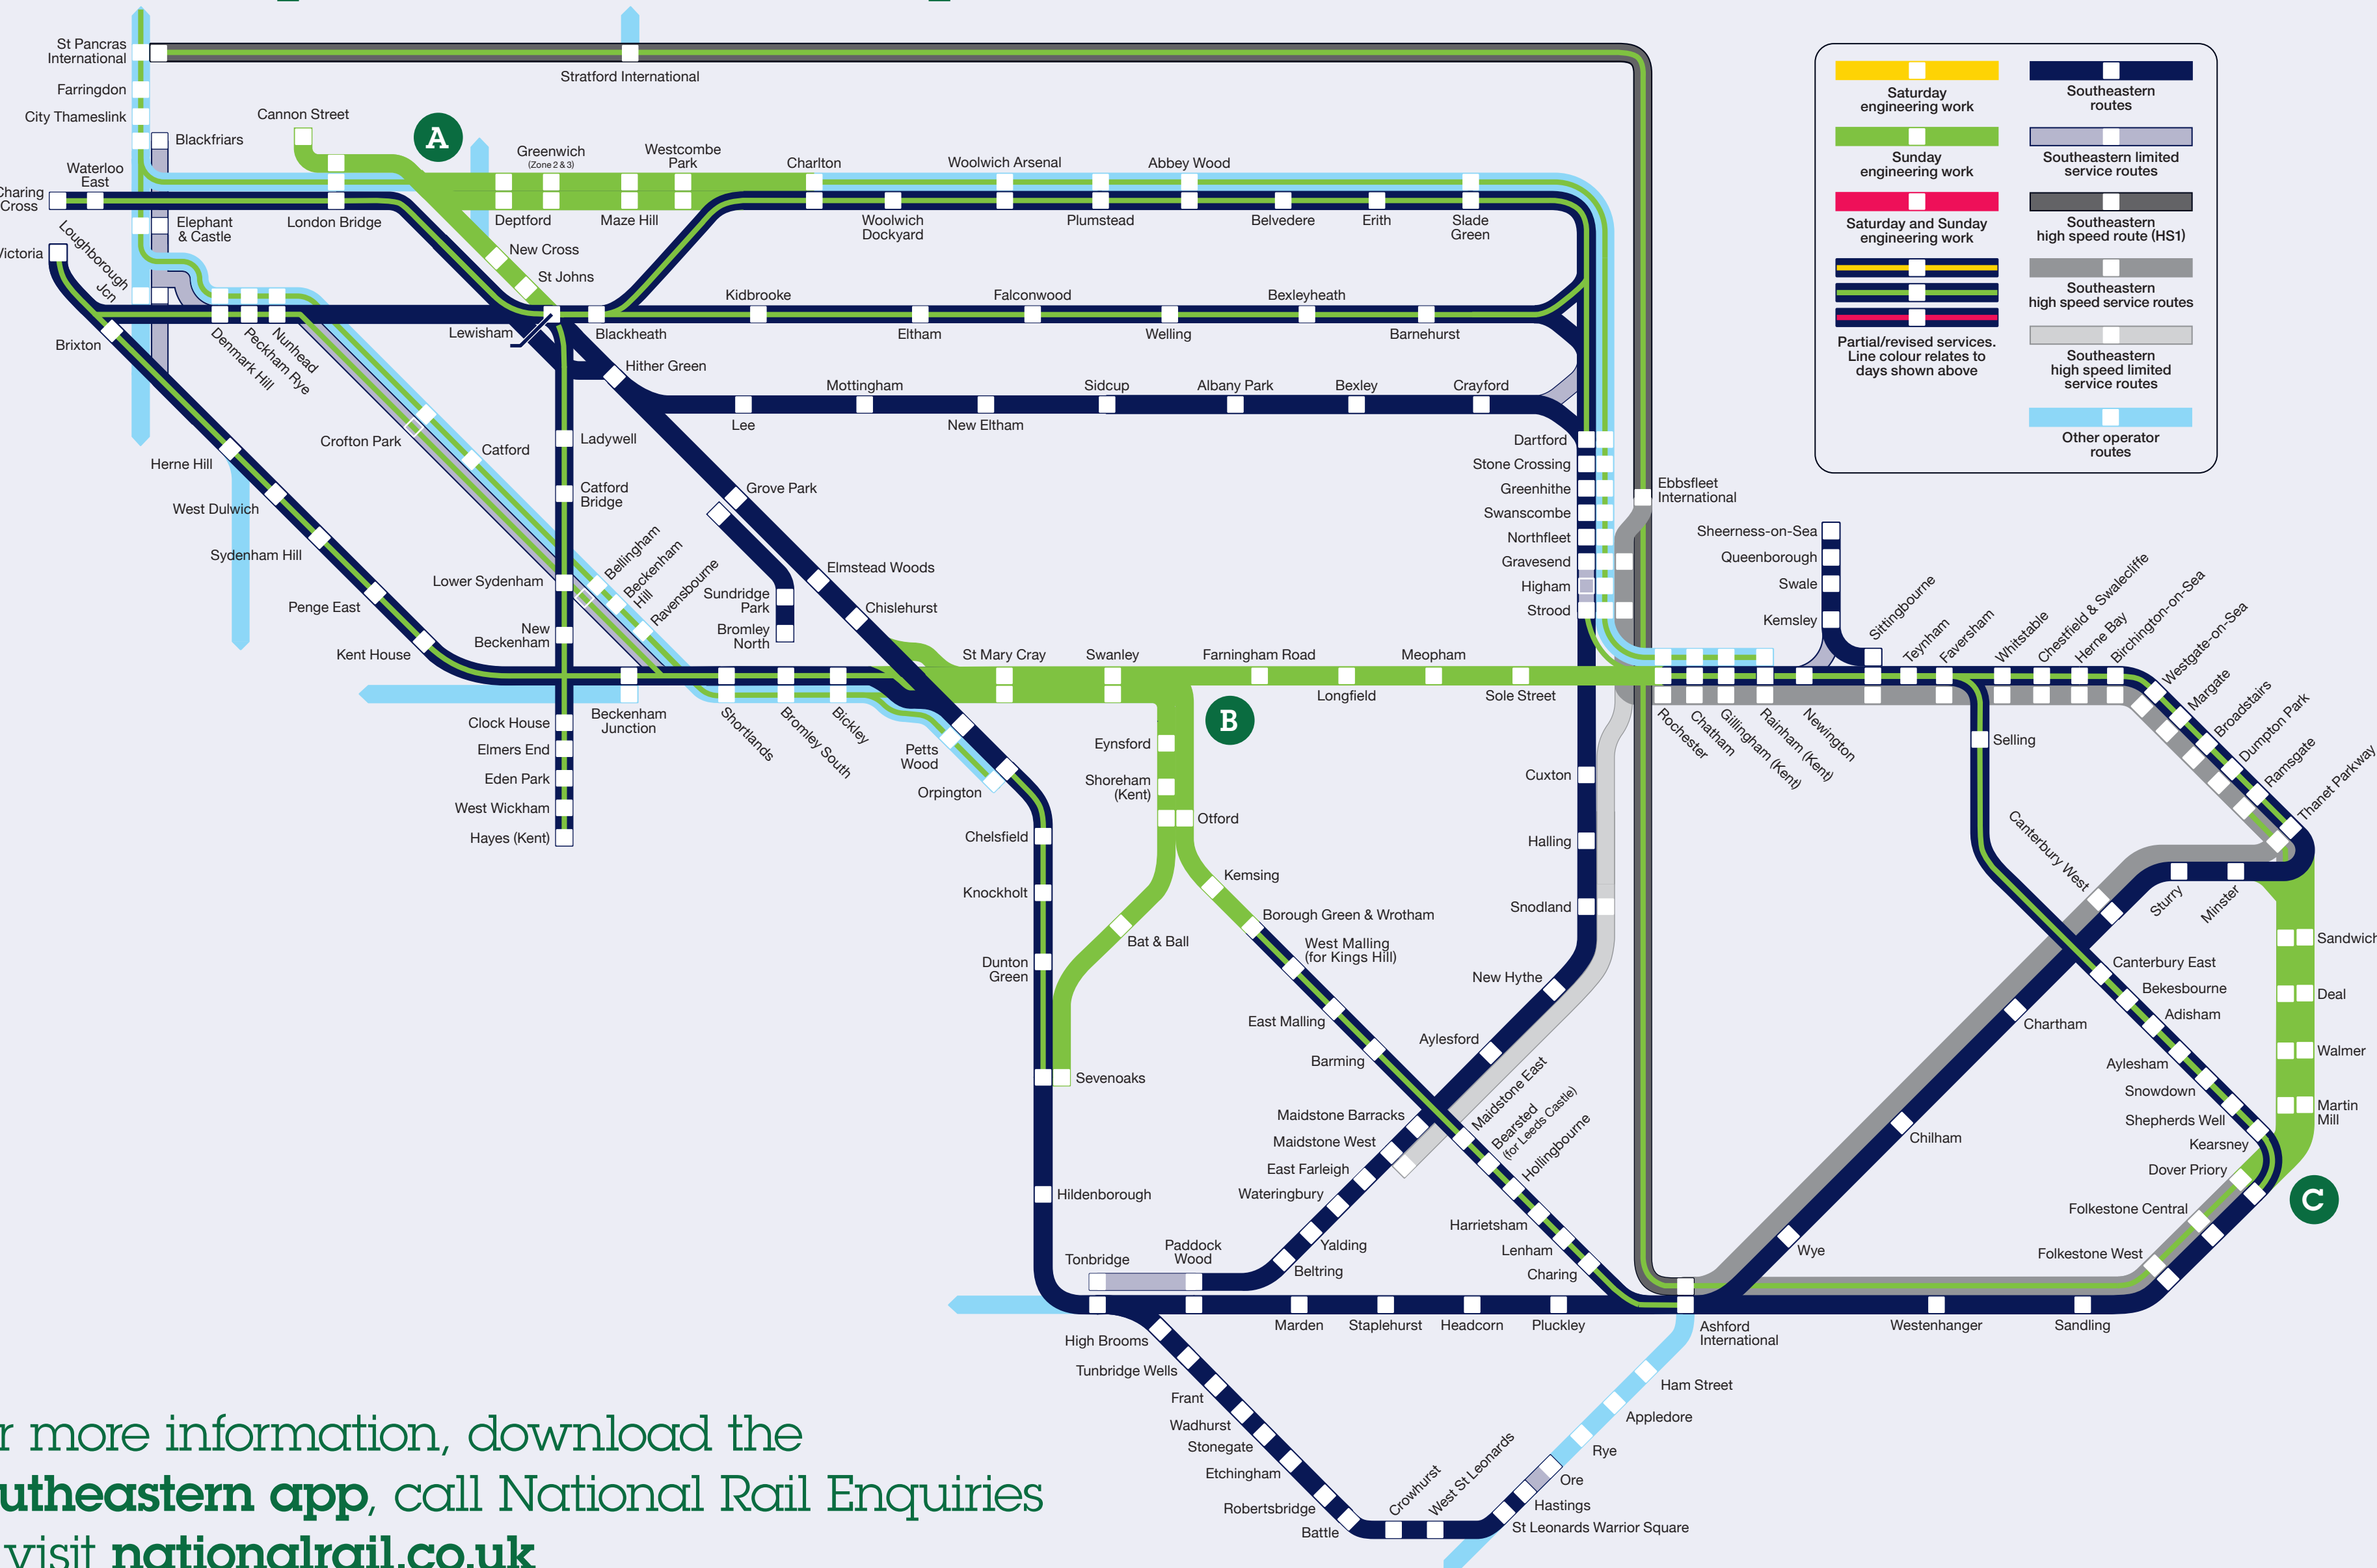 St Pancras
International
Stratford International
Farringdon
City Thameslink
Cannon Street
A
Blackfriars
Greenwich
(Zone 2 & 3)
Westcombe
Park
Charlton
Woolwich Arsenal
Abbey Wood
Waterloo
East
Charing
Cross
Elephant
& Castle
London Bridge
Deptford
Maze Hill
Woolwich
Dockyard
Plumstead
Belvedere
Erith
Slade
Green
Victoria
Loughborough
Jcn
New Cross
St Johns
Lewisham
Blackheath
Kidbrooke
Eltham
Falconwood
Welling
Bexleyheath
Barnehurst
Brixton
Denmark Hill
Peckham Rye
Nunhead
Hither Green
Lee
Mottingham
New Eltham
Sidcup
Albany Park
Bexley
Crayford
Crofton Park
Catford
Ladywell
Catford
Bridge
Herne Hill
West Dulwich
Sydenham Hill
Penge East
Kent House
Lower Sydenham
New
Beckenham
Bellingham
Beckenham
Hill
Ravensbourne
Grove Park
Sundridge
Park
Bromley
North
Elmstead Woods
Chislehurst
Clock House
Elmers End
Eden Park
West Wickham
Hayes (Kent)
Beckenham
Junction
Shortlands
Bromley South
Bickley
Petts
Wood
Orpington
St Mary Cray
Swanley
Farningham Road
Longfield
Meopham
Sole Street
B
Eynsford
Shoreham
(Kent)
Otford
Kemsing
Borough Green & Wrotham
West Malling
(for Kings Hill)
East Malling
Barming
Bat & Ball
Chelsfield
Knockholt
Dunton
Green
Sevenoaks
Hildenborough
Dartford
Stone Crossing
Greenhithe
Swanscombe
Northfleet
Gravesend
Higham
Strood
Ebbsfleet
International
Cuxton
Halling
Snodland
New Hythe
Aylesford
Maidstone Barracks
Maidstone West
East Farleigh
Wateringbury
Yalding
Beltring
Maidstone East
Bearsted
(for Leeds Castle)
Hollingbourne
Harrietsham
Lenham
Charing
Tonbridge
Paddock
Wood
Marden
Staplehurst
Headcorn
Pluckley
Ashford
International
Westenhanger
Sandling
High Brooms
Tunbridge Wells
Frant
Wadhurst
Stonegate
Etchingham
Robertsbridge
Battle
Crowhurst
West St Leonards
St Leonards Warrior Square
Hastings
Ore
Rye
Appledore
Ham Street
Sheerness-on-Sea
Queenborough
Swale
Kemsley
Sittingbourne
Teynham
Faversham
Whitstable
Chestfield & Swalecliffe
Herne Bay
Birchington-on-Sea
Westgate-on-Sea
Margate
Broadstairs
Dumpton Park
Ramsgate
Thanet Parkway
Rochester
Chatham
Gillingham (Kent)
Rainham (Kent)
Newington
Selling
Canterbury West
Sturry
Minster
Canterbury East
Bekesbourne
Adisham
Aylesham
Snowdown
Shepherds Well
Kearsney
Dover Priory
Folkestone Central
Folkestone West
Chartham
Chilham
Wye
Sandwich
Deal
Walmer
Martin
Mill
C
Saturday
engineering work
Sunday
engineering work
Saturday and Sunday
engineering work
Partial/revised services.
Line colour relates to
days shown above
Southeastern
routes
Southeastern limited
service routes
Southeastern
high speed route (HS1)
Southeastern
high speed service routes
Southeastern
high speed limited
service routes
Other operator
routes
r more information, download the
utheastern app, call National Rail Enquiries
visit nationalrail.co.uk